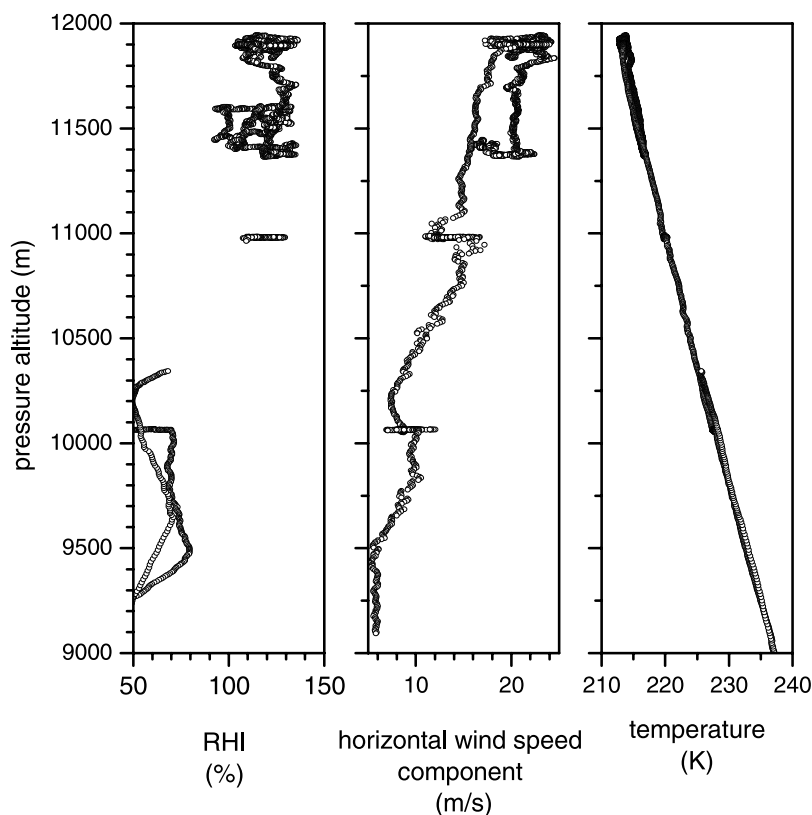 12000
11500
11000
10500
10000
9500
9000
pressure altitude (m)
50 100 150
10 20
210 220 230 240
RHI
(%)
horizontal wind speed
component
(m/s)
temperature
(K)